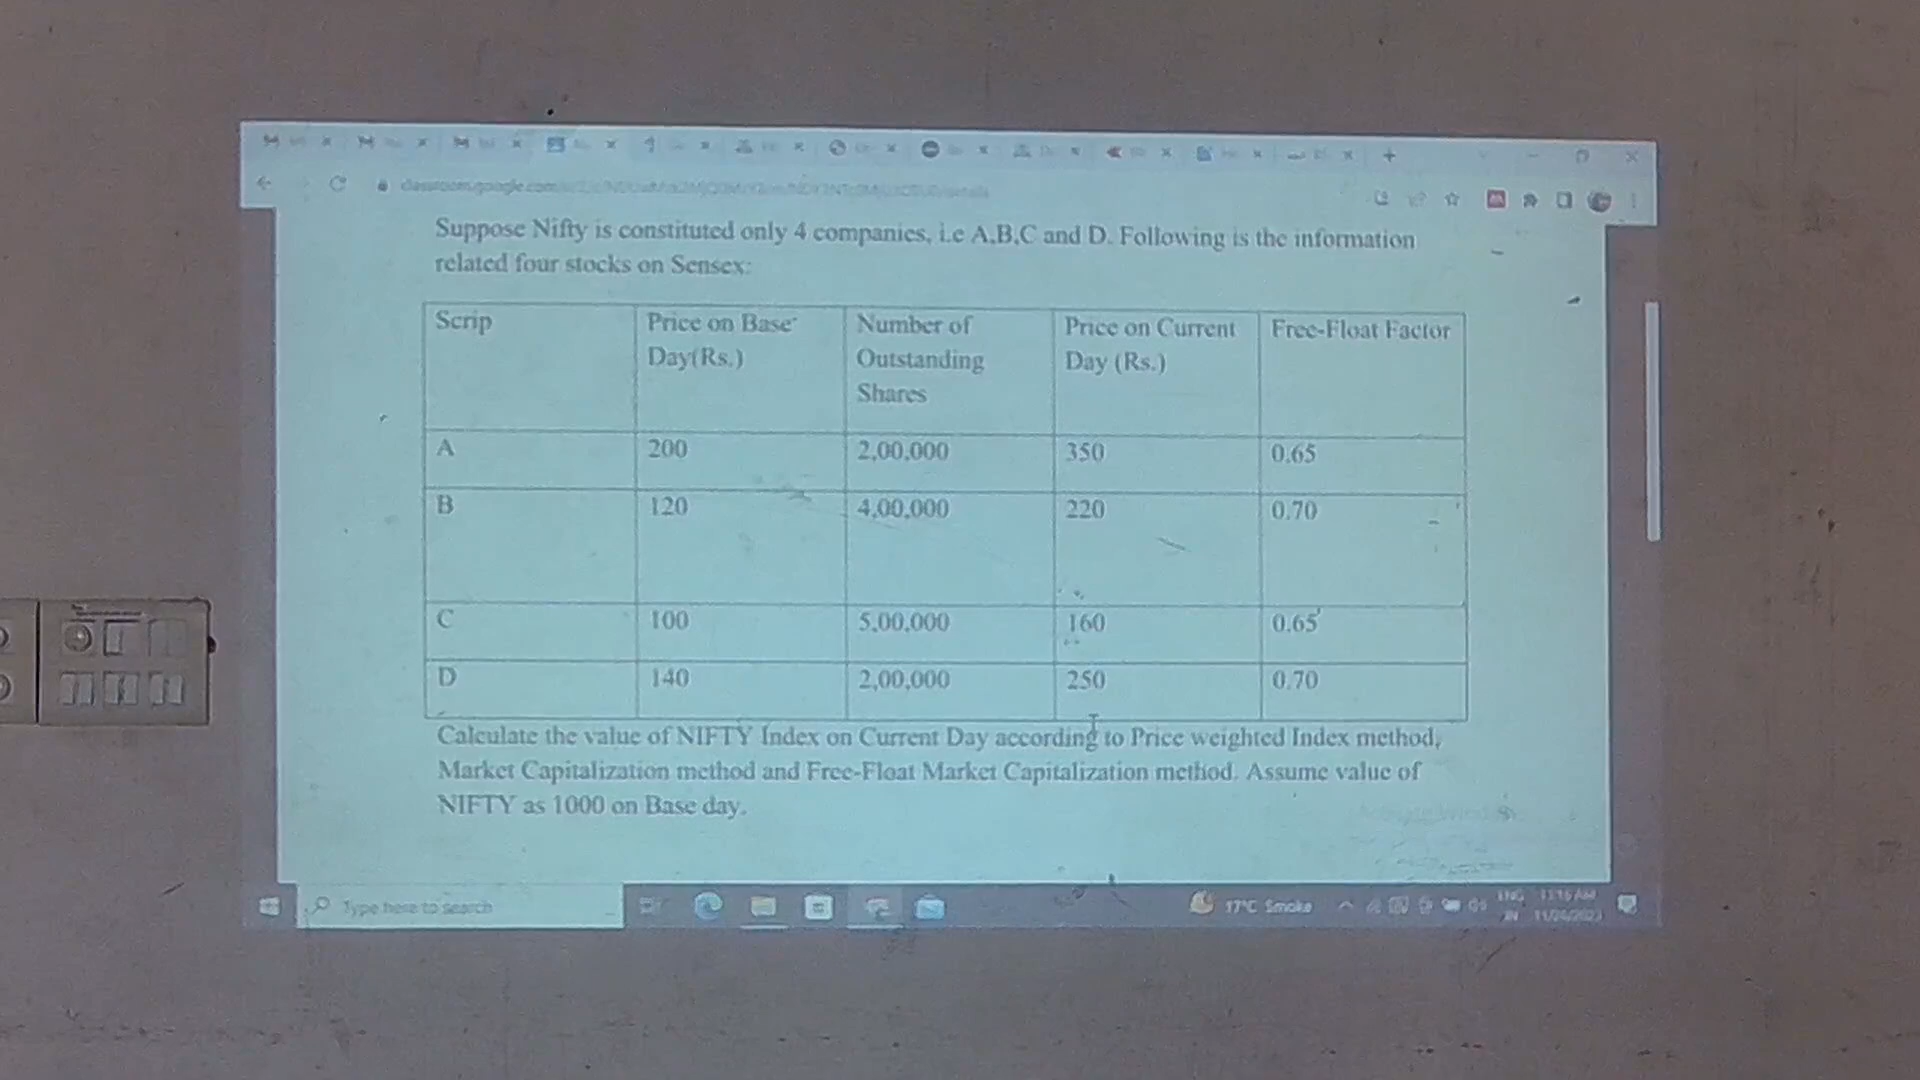 Suppose Nifty is constituted only 4 companies, i.e A,B,C and D. Following is the information
related four stocks on Sensex:
Scrip
Price on Base
Day(Rs.)
Number of
Outstanding
Shares
Price on Current
Day (Rs.)
Free-Float Factor
A 200 2,00,000 350 0.65
B 120 4,00,000 220 0.70
C 100 5,00,000 160 0.65
D 140 2,00,000 250 0.70
Calculate the value of NIFTY Index on Current Day according to Price weighted Index method,
Market Capitalization method and Free-Float Market Capitalization method. Assume value of
NIFTY as 1000 on Base day.
Type here to search
17°C Smoke
ENG 11:16 AM
IN